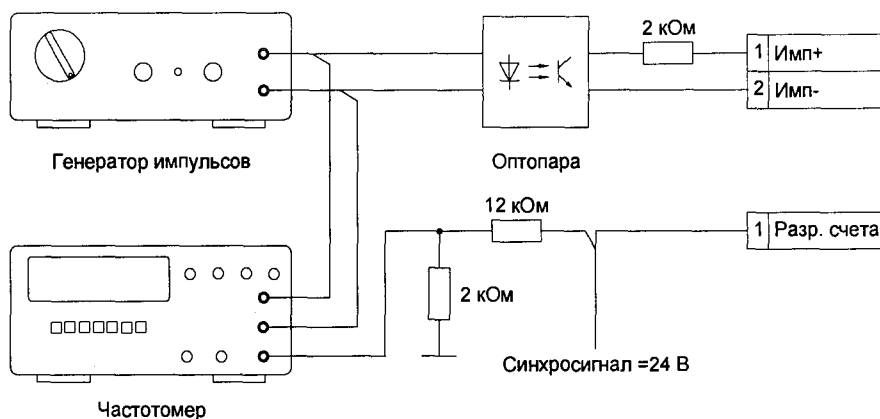 2 кОм
1 Имп+
2 Имп-
Генератор импульсов
Оптопара
12 кОм
1 Разр. счета
2 кОм
Синхросигнал =24 В
Частотомер